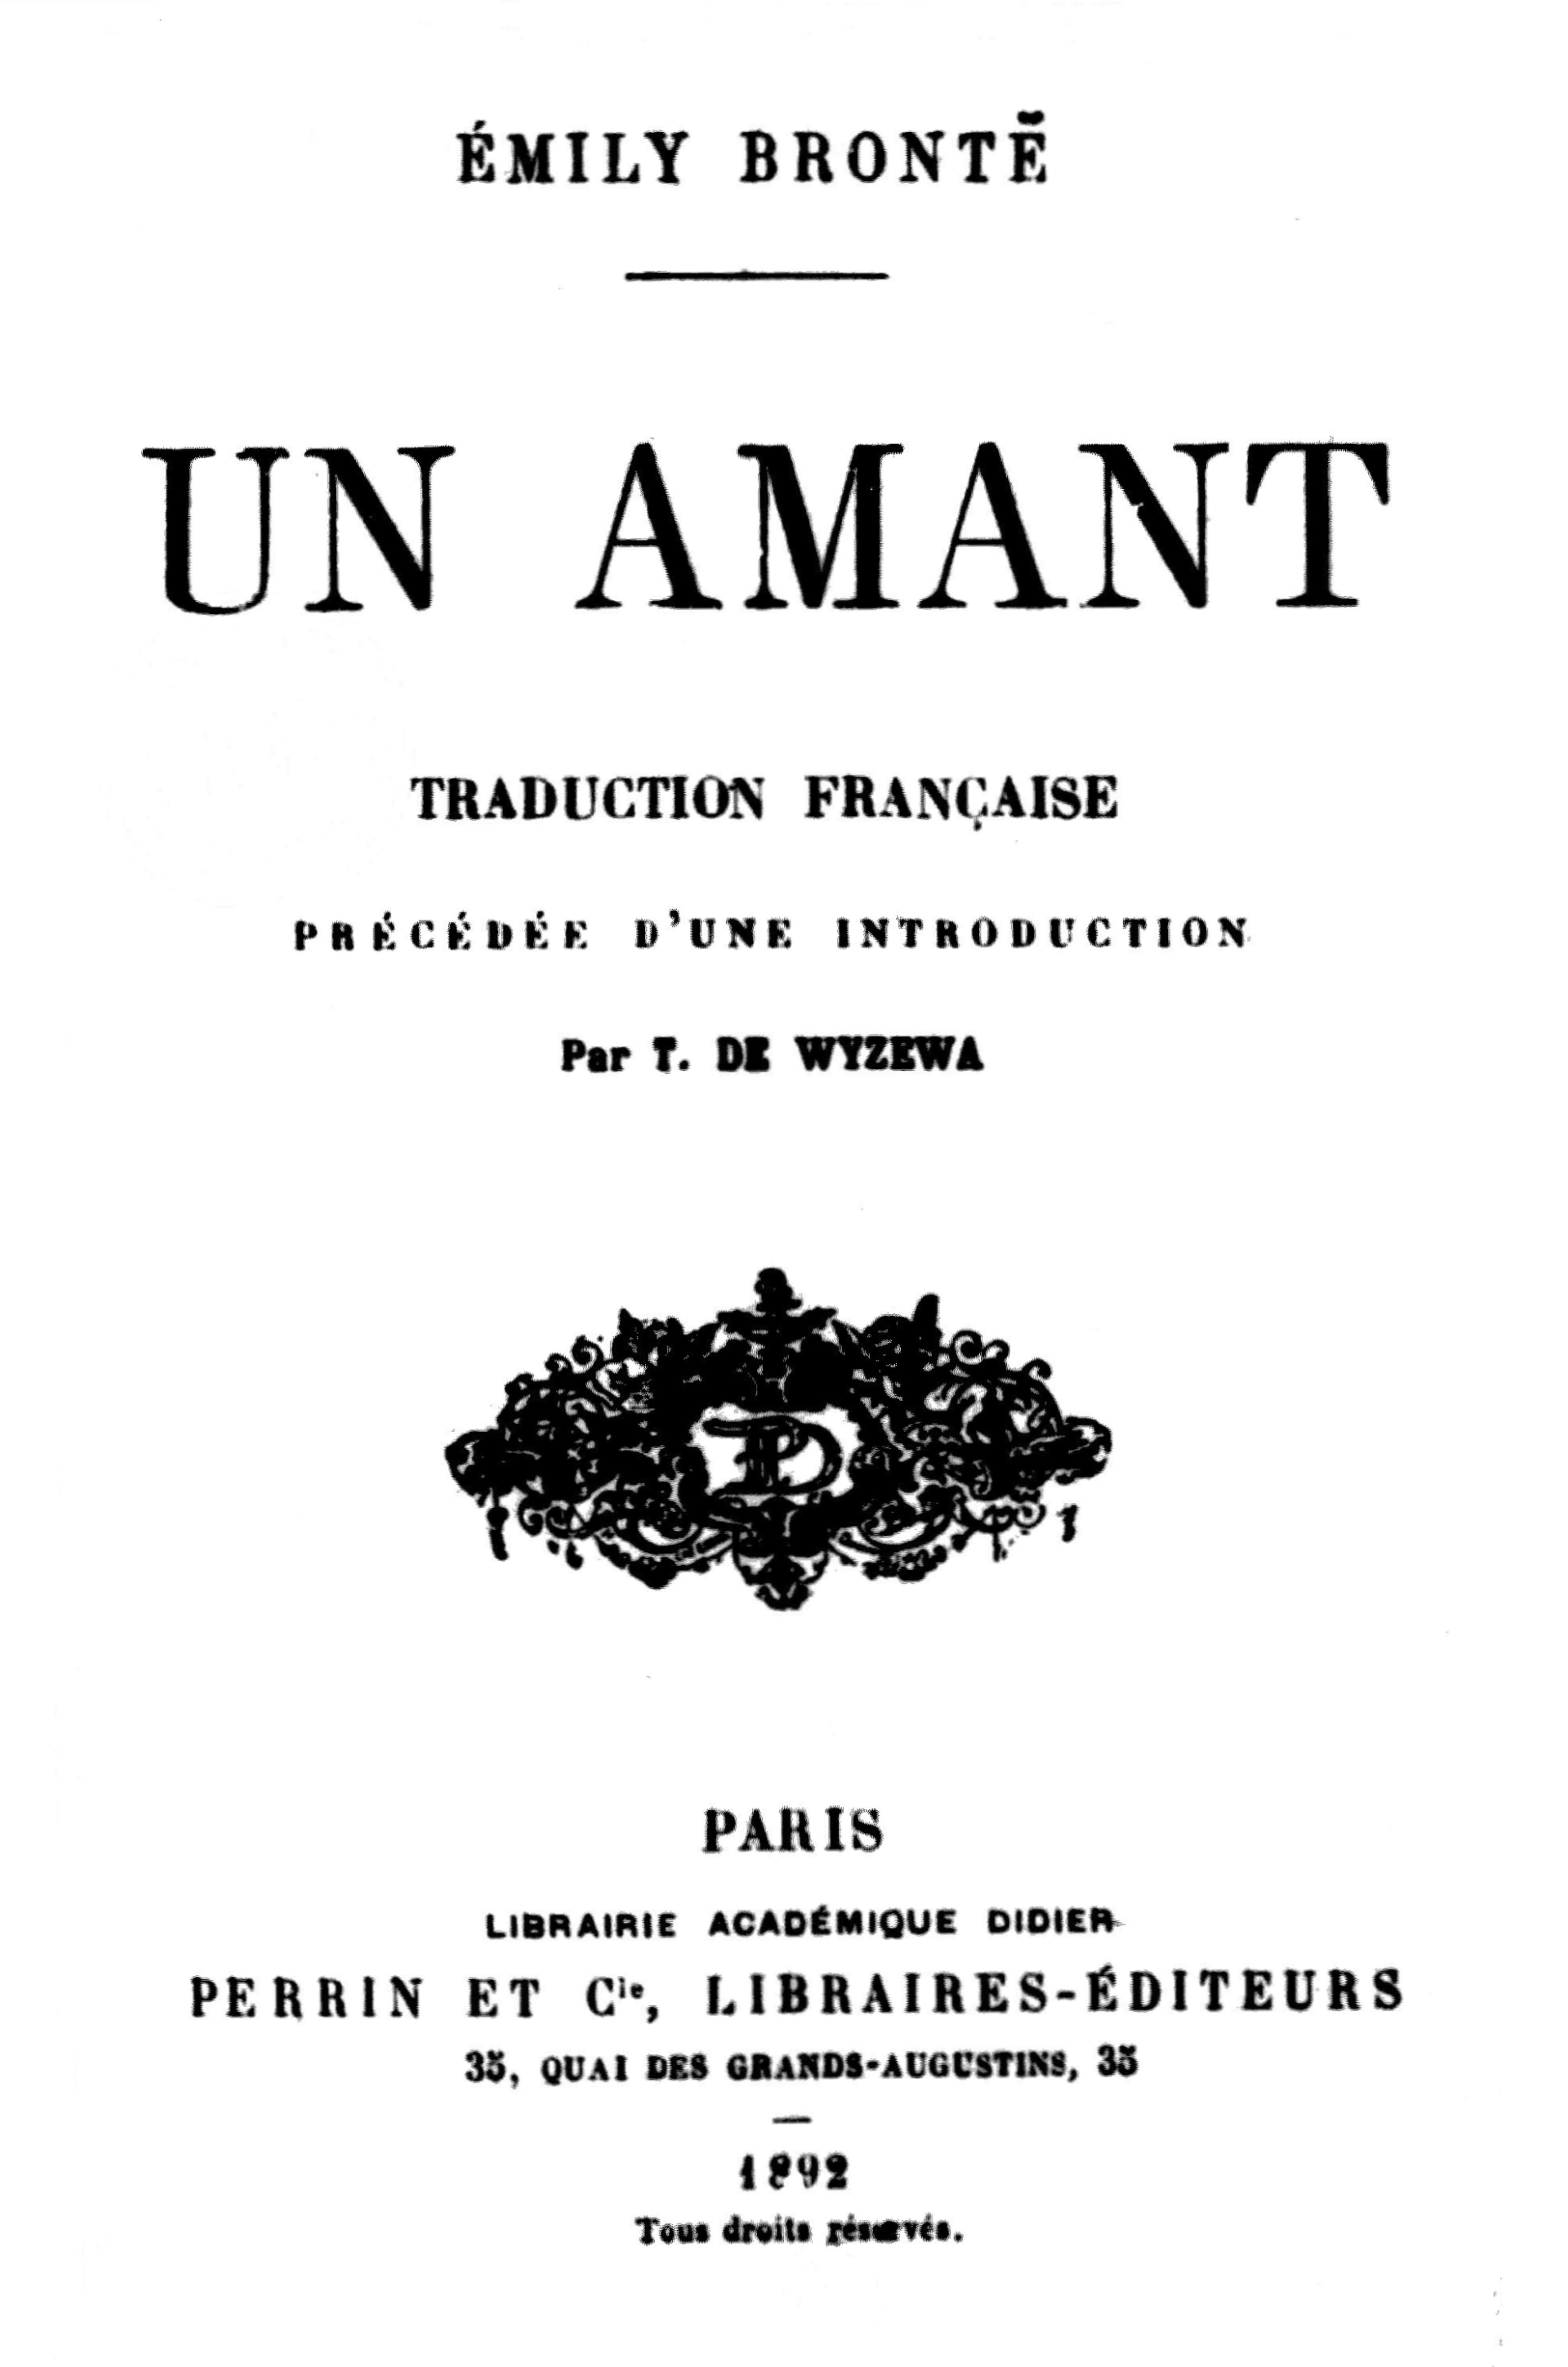 ÉMILY BRONTË
UN AMANT
TRADUCTION FRANÇAISE
PRÉCÉDÉE D'UNE INTRODUCTION
Par T. DE WYZEWA
PD
PARIS
LIBRAIRIE ACADÉMIQUE DIDIER
PERRIN ET Cie, LIBRAIRES-ÉDITEURS
35, QUAI DES GRANDS-AUGUSTINS, 35
1892
Tous droits réservés.